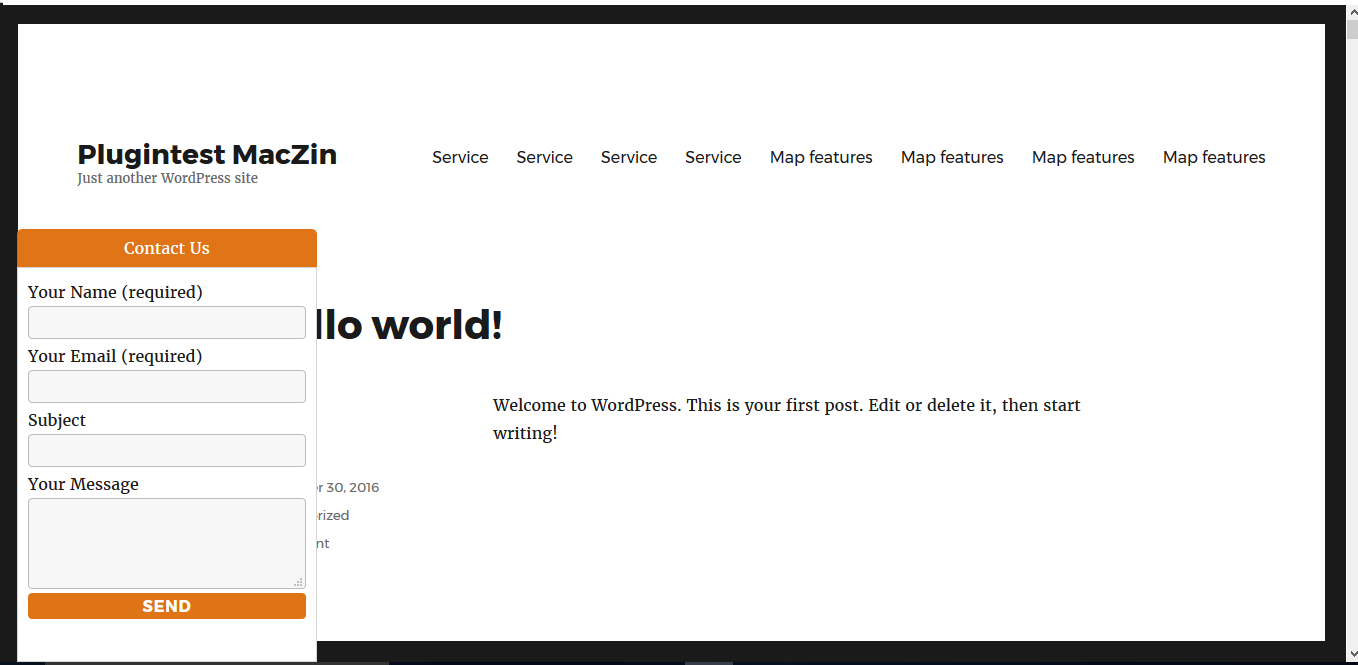 Plugintest MacZin
Just another WordPress site
Service Service Service Service Map features Map features Map features Map features
Contact Us
Your Name (required)
Your Email (required)
Subject
Your Message
SEND
llo world!
Welcome to WordPress. This is your first post. Edit or delete it, then start
writing!
r 30, 2016
rized
nt